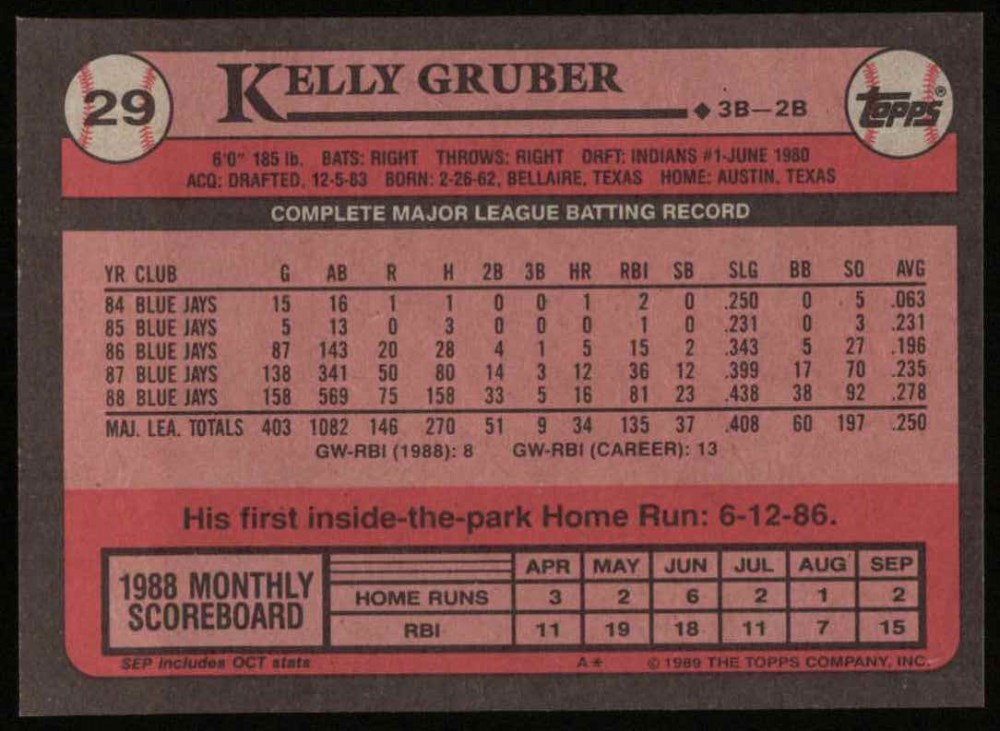 29 KELLY GRUBER ◆ 3B—2B Topps®
6'0" 185 lb. BATS: RIGHT THROWS: RIGHT DRFT: INDIANS #1-JUNE 1980
ACQ: DRAFTED, 12-5-83 BORN: 2-26-62, BELLAIRE, TEXAS HOME: AUSTIN, TEXAS
COMPLETE MAJOR LEAGUE BATTING RECORD
YR CLUB G AB R H 2B 3B HR RBI SB SLG BB SO AVG
84 BLUE JAYS 15 16 1 1 0 0 1 2 0 .250 0 5 .063
85 BLUE JAYS 5 13 0 3 0 0 0 1 0 .231 0 3 .231
86 BLUE JAYS 87 143 20 28 4 1 5 15 2 .343 5 27 .196
87 BLUE JAYS 138 341 50 80 14 3 12 36 12 .399 17 70 .235
88 BLUE JAYS 158 569 75 158 33 5 16 81 23 .438 38 92 .278
MAJ. LEA. TOTALS 403 1082 146 270 51 9 34 135 37 .408 60 197 .250
GW-RBI (1988): 8 GW-RBI (CAREER): 13
His first inside-the-park Home Run: 6-12-86.
1988 MONTHLY SCOREBOARD
APR MAY JUN JUL AUG SEP
HOME RUNS 3 2 6 2 1 2
RBI 11 19 18 11 7 15
SEP includes OCT stats A* © 1989 THE TOPPS COMPANY, INC.